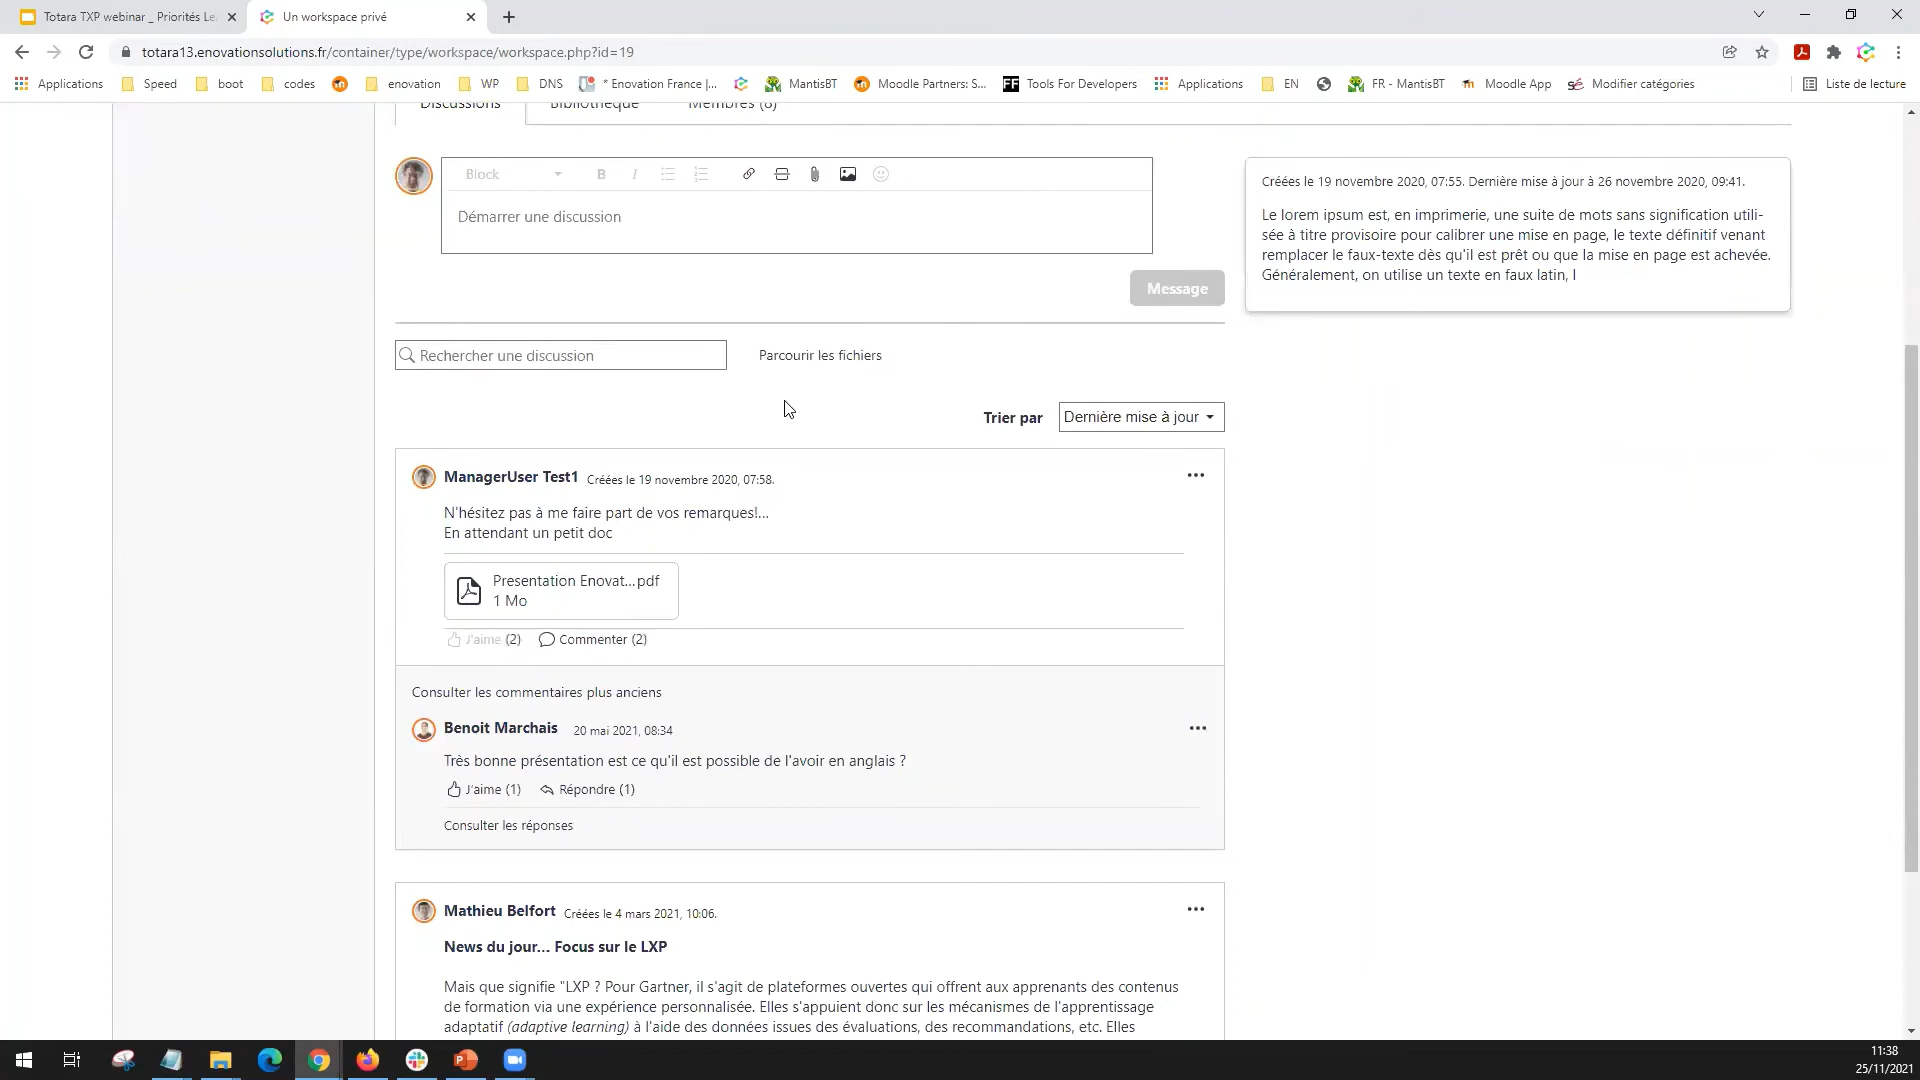 Totara TXP webinar _ Priorités Le
Un workspace privé
totara13.enovationsolutions.fr/container/type/workspace/workspace.php?id=19
Applications
Speed
boot
codes
enovation
WP
DNS
* Enovation France |...
MantisBT
Moodle Partners: S...
FF
Tools For Developers
Applications
EN
FR - MantisBT
Moodle App
Modifier catégories
Liste de lecture
Discussions
Bibliothèque
Membres (8)
Block
B
I
Démarrer une discussion
Message
Créées le 19 novembre 2020, 07:55. Dernière mise à jour à 26 novembre 2020, 09:41.
Le lorem ipsum est, en imprimerie, une suite de mots sans signification utili-
sée à titre provisoire pour calibrer une mise en page, le texte définitif venant
remplacer le faux-texte dès qu'il est prêt ou que la mise en page est achevée.
Généralement, on utilise un texte en faux latin, l
Rechercher une discussion
Parcourir les fichiers
Trier par
Dernière mise à jour
ManagerUser Test1 Créées le 19 novembre 2020, 07:58.
N'hésitez pas à me faire part de vos remarques!...
En attendant un petit doc
Presentation Enovat...pdf
1 Mo
J'aime (2)
Commenter (2)
Consulter les commentaires plus anciens
Benoit Marchais 20 mai 2021, 08:34
Très bonne présentation est ce qu'il est possible de l'avoir en anglais ?
J'aime (1)
Répondre (1)
Consulter les réponses
Mathieu Belfort Créées le 4 mars 2021, 10:06.
News du jour... Focus sur le LXP
Mais que signifie "LXP ? Pour Gartner, il s'agit de plateformes ouvertes qui offrent aux apprenants des contenus
de formation via une expérience personnalisée. Elles s'appuient donc sur les mécanismes de l'apprentissage
adaptatif (adaptive learning) à l'aide des données issues des évaluations, des recommandations, etc. Elles
11:38
25/11/2021